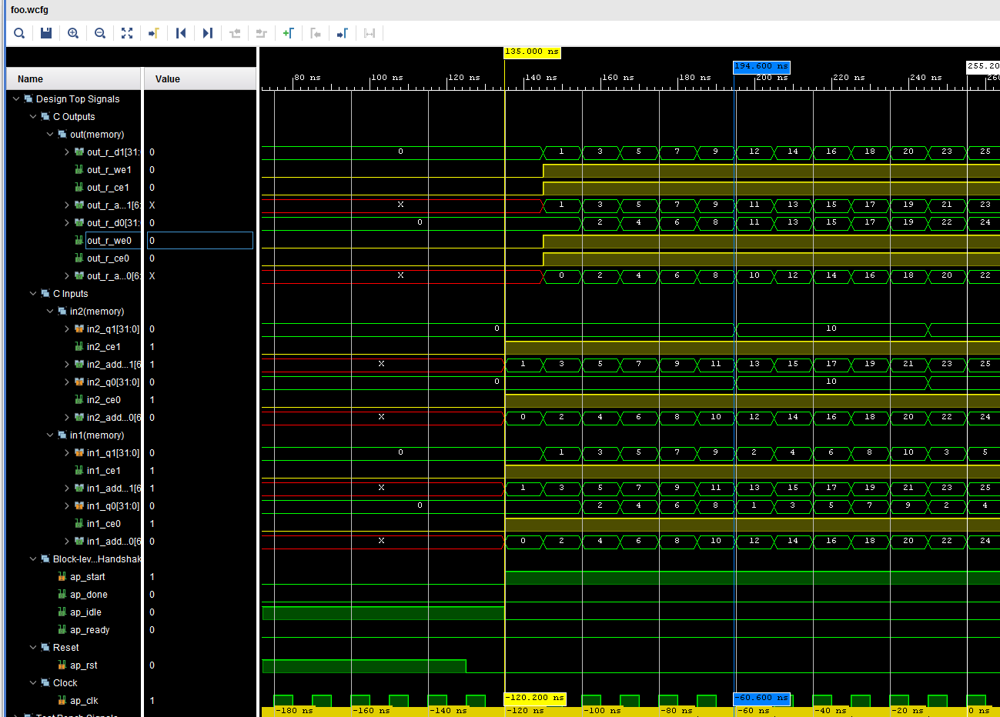 foo.wcfg
135.000 ns
194.600 ns
255.20
Name Value
80 ns 100 ns 120 ns 140 ns 160 ns 180 ns 200 ns 220 ns 240 ns 260
Design Top Signals
C Outputs
out(memory)
out_r_d1[31: 0 0 1 3 5 7 9 12 14 16 18 20 23 25
out_r_we1 0
out_r_ce1 0
out_r_a...1[6: X X 1 3 5 7 9 11 13 15 17 19 21 23
out_r_d0[31: 0 0 2 4 6 8 11 13 15 17 19 22 24
out_r_we0 0
out_r_ce0 0
out_r_a...0[6: X X 0 2 4 6 8 10 12 14 16 18 20 22
C Inputs
in2(memory)
in2_q1[31:0] 0 0 10
in2_ce1 1
in2_add...1[6 1 X 1 3 5 7 9 11 13 15 17 19 21 23 25
in2_q0[31:0] 0 0 10
in2_ce0 1
in2_add...0[6 0 X 0 2 4 6 8 10 12 14 16 18 20 22 24
in1(memory)
in1_q1[31:0] 0 0 1 3 5 7 9 2 4 6 8 10 3 5
in1_ce1 1
in1_add...1[6 1 X 1 3 5 7 9 11 13 15 17 19 21 23 25
in1_q0[31:0] 0 0 2 4 6 8 1 3 5 7 9 2 4
in1_ce0 1
in1_add...0[6 0 X 0 2 4 6 8 10 12 14 16 18 20 22 24
Block-lev...Handshak
ap_start 1
ap_done 0
ap_idle 0
ap_ready 0
Reset
ap_rst 0
Clock
ap_clk 1
-120.200 ns -60.600 ns
-180 ns -160 ns -140 ns -120 ns -100 ns -80 ns -60 ns -40 ns -20 ns 0 ns